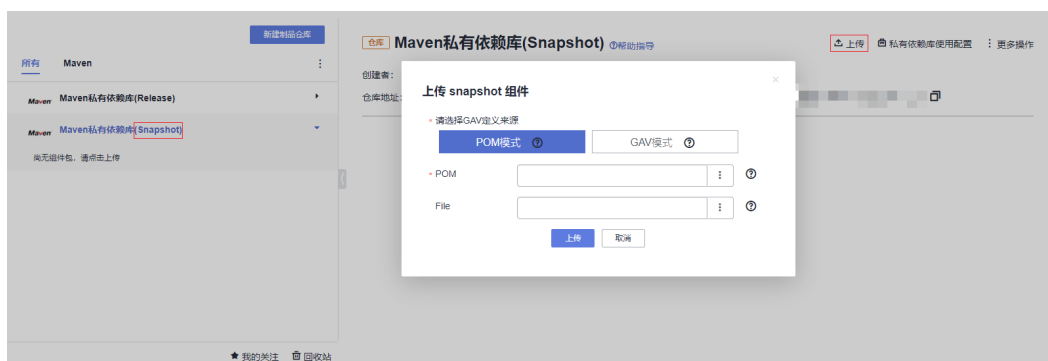 新建制品仓库
所有 Maven
Maven Maven私有依赖库(Release)
Maven Maven私有依赖库(Snapshot)
尚无组件包，请点击上传
我的关注 回收站
仓库 Maven私有依赖库(Snapshot) ⑦帮助指导
上传 私有依赖库使用配置 更多操作
创建者:
仓库地址:
上传 snapshot 组件
* 请选择GAV定义来源
POM模式 GAV模式
* POM
File
上传 取消